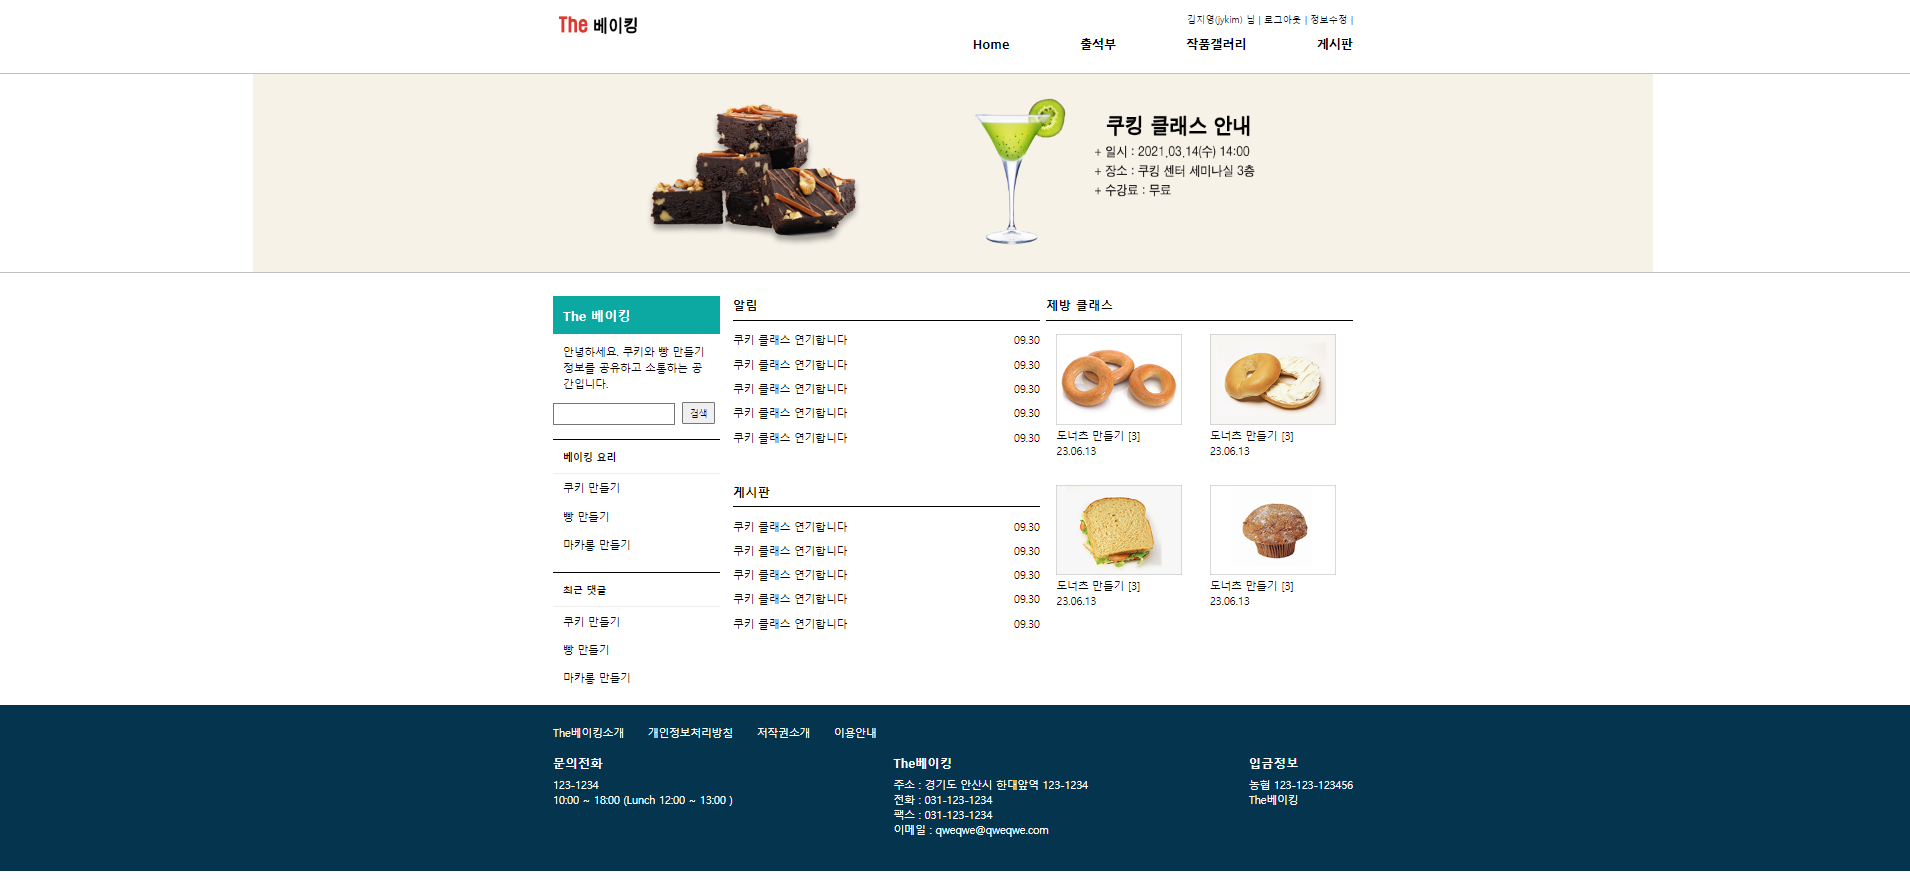 The 베이킹
김지영(jykim) 님 | 로그아웃 | 정보수정 |
Home 출석부 작품갤러리 게시판
쿠킹 클래스 안내
+ 일시 : 2021.03.14(수) 14:00
+ 장소 : 쿠킹 센터 세미나실 3층
+ 수강료 : 무료
The 베이킹
안녕하세요. 쿠키와 빵 만들기
정보를 공유하고 소통하는 공
간입니다.
검색
베이킹 요리
쿠키 만들기
빵 만들기
마카롱 만들기
최근 댓글
쿠키 만들기
빵 만들기
마카롱 만들기
알림
쿠키 클래스 연기합니다 09.30
쿠키 클래스 연기합니다 09.30
쿠키 클래스 연기합니다 09.30
쿠키 클래스 연기합니다 09.30
쿠키 클래스 연기합니다 09.30
게시판
쿠키 클래스 연기합니다 09.30
쿠키 클래스 연기합니다 09.30
쿠키 클래스 연기합니다 09.30
쿠키 클래스 연기합니다 09.30
쿠키 클래스 연기합니다 09.30
제방 클래스
도너츠 만들기 [3]
23.06.13
도너츠 만들기 [3]
23.06.13
도너츠 만들기 [3]
23.06.13
도너츠 만들기 [3]
23.06.13
The베이킹소개 개인정보처리방침 저작권소개 이용안내
문의전화
123-1234
10:00 ~ 18:00 (Lunch 12:00 ~ 13:00 )
The베이킹
주소 : 경기도 안산시 한대앞역 123-1234
전화 : 031-123-1234
팩스 : 031-123-1234
이메일 : qweqwe@qweqwe.com
입금정보
농협 123-123-123456
The베이킹